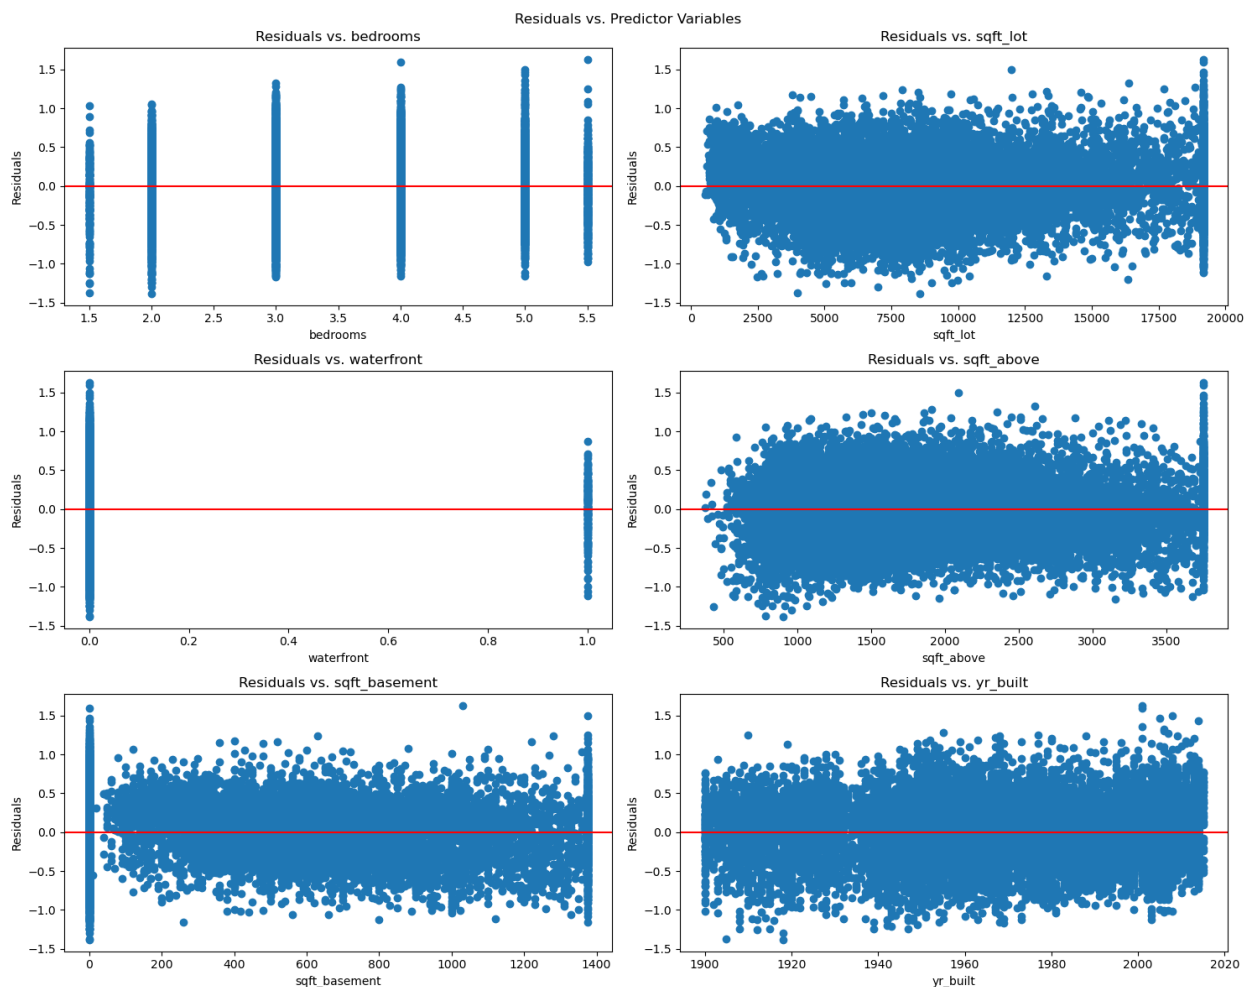 Residuals vs. Predictor Variables
Residuals vs. bedrooms
Residuals
1.5
1.0
0.5
0.0
−0.5
−1.0
−1.5
1.5 2.0 2.5 3.0 3.5 4.0 4.5 5.0 5.5
bedrooms
Residuals vs. sqft_lot
Residuals
1.5
1.0
0.5
0.0
−0.5
−1.0
−1.5
0 2500 5000 7500 10000 12500 15000 17500 20000
sqft_lot
Residuals vs. waterfront
Residuals
1.5
1.0
0.5
0.0
−0.5
−1.0
−1.5
0.0 0.2 0.4 0.6 0.8 1.0
waterfront
Residuals vs. sqft_above
Residuals
1.5
1.0
0.5
0.0
−0.5
−1.0
−1.5
500 1000 1500 2000 2500 3000 3500
sqft_above
Residuals vs. sqft_basement
Residuals
1.5
1.0
0.5
0.0
−0.5
−1.0
−1.5
0 200 400 600 800 1000 1200 1400
sqft_basement
Residuals vs. yr_built
Residuals
1.5
1.0
0.5
0.0
−0.5
−1.0
−1.5
1900 1920 1940 1960 1980 2000 2020
yr_built